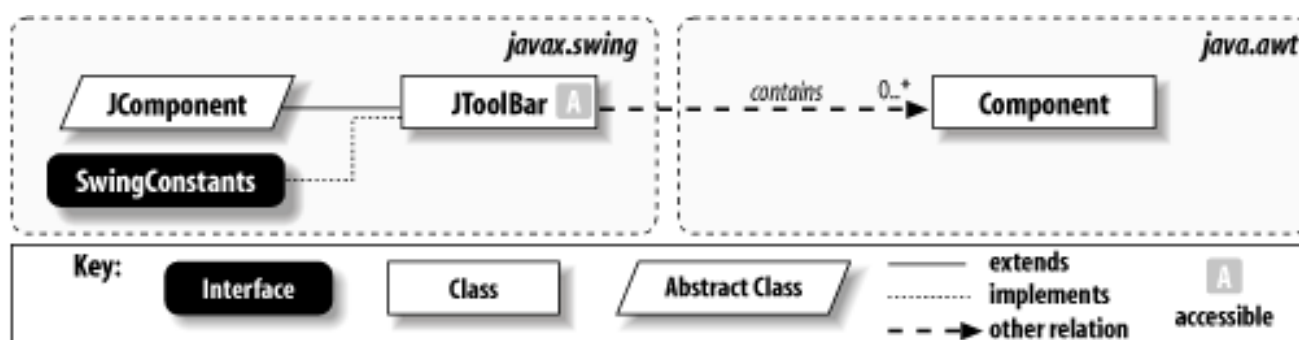 javax.swing
java.awt
JComponent
JToolBar A
contains
0..*
Component
SwingConstants
Key:
Interface
Class
Abstract Class
extends
implements
other relation
A
accessible